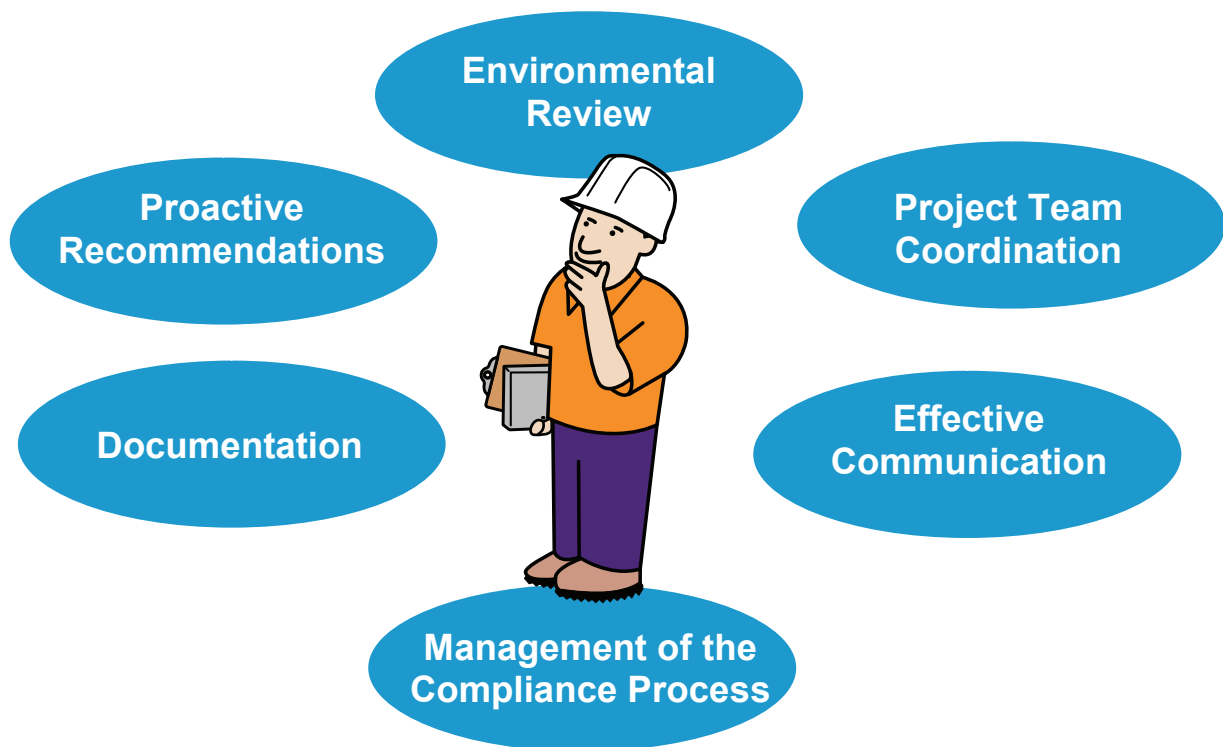 Environmental
Review
Proactive
Recommendations
Project Team
Coordination
Documentation
Effective
Communication
Management of the
Compliance Process